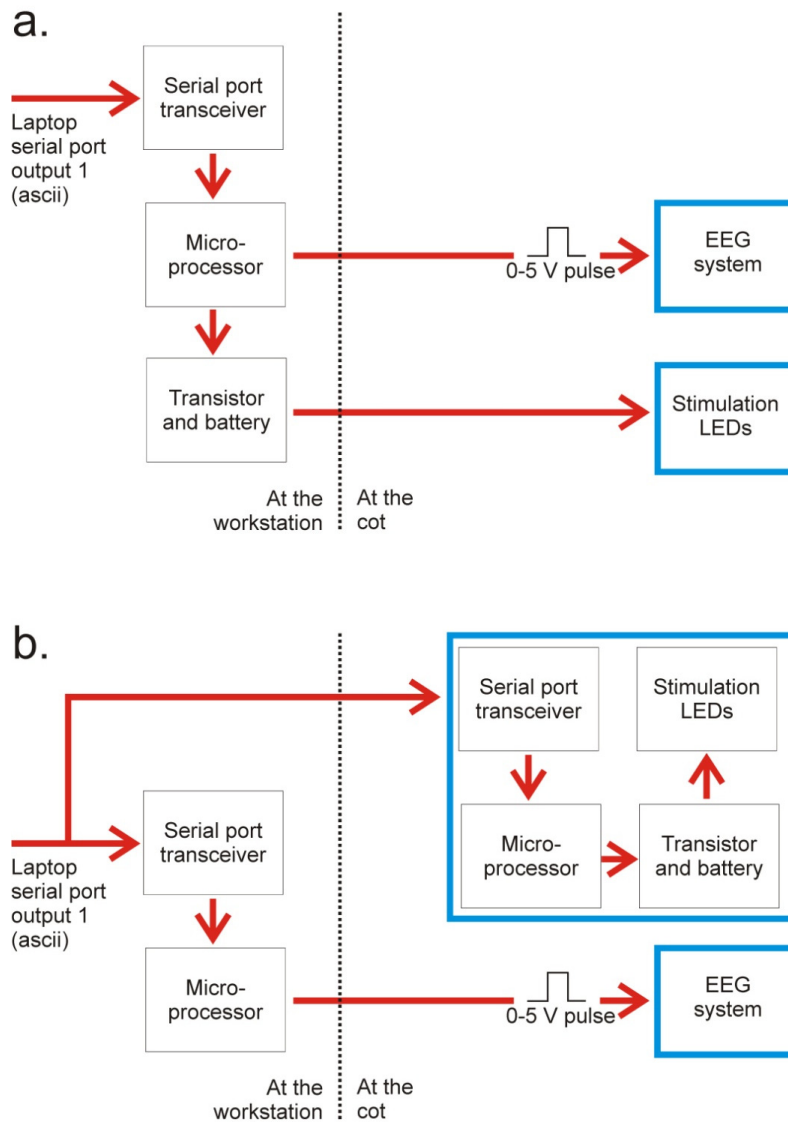 a.
Serial port
transceiver
Laptop
serial port
output 1
(ascii)
Micro-
processor
0-5 V pulse
EEG
system
Transistor
and battery
Stimulation
LEDs
At the
workstation
At the
cot
b.
Serial port
transceiver
Stimulation
LEDs
Micro-
processor
Transistor
and battery
Serial port
transceiver
Laptop
serial port
output 1
(ascii)
Micro-
processor
0-5 V pulse
EEG
system
At the
workstation
At the
cot